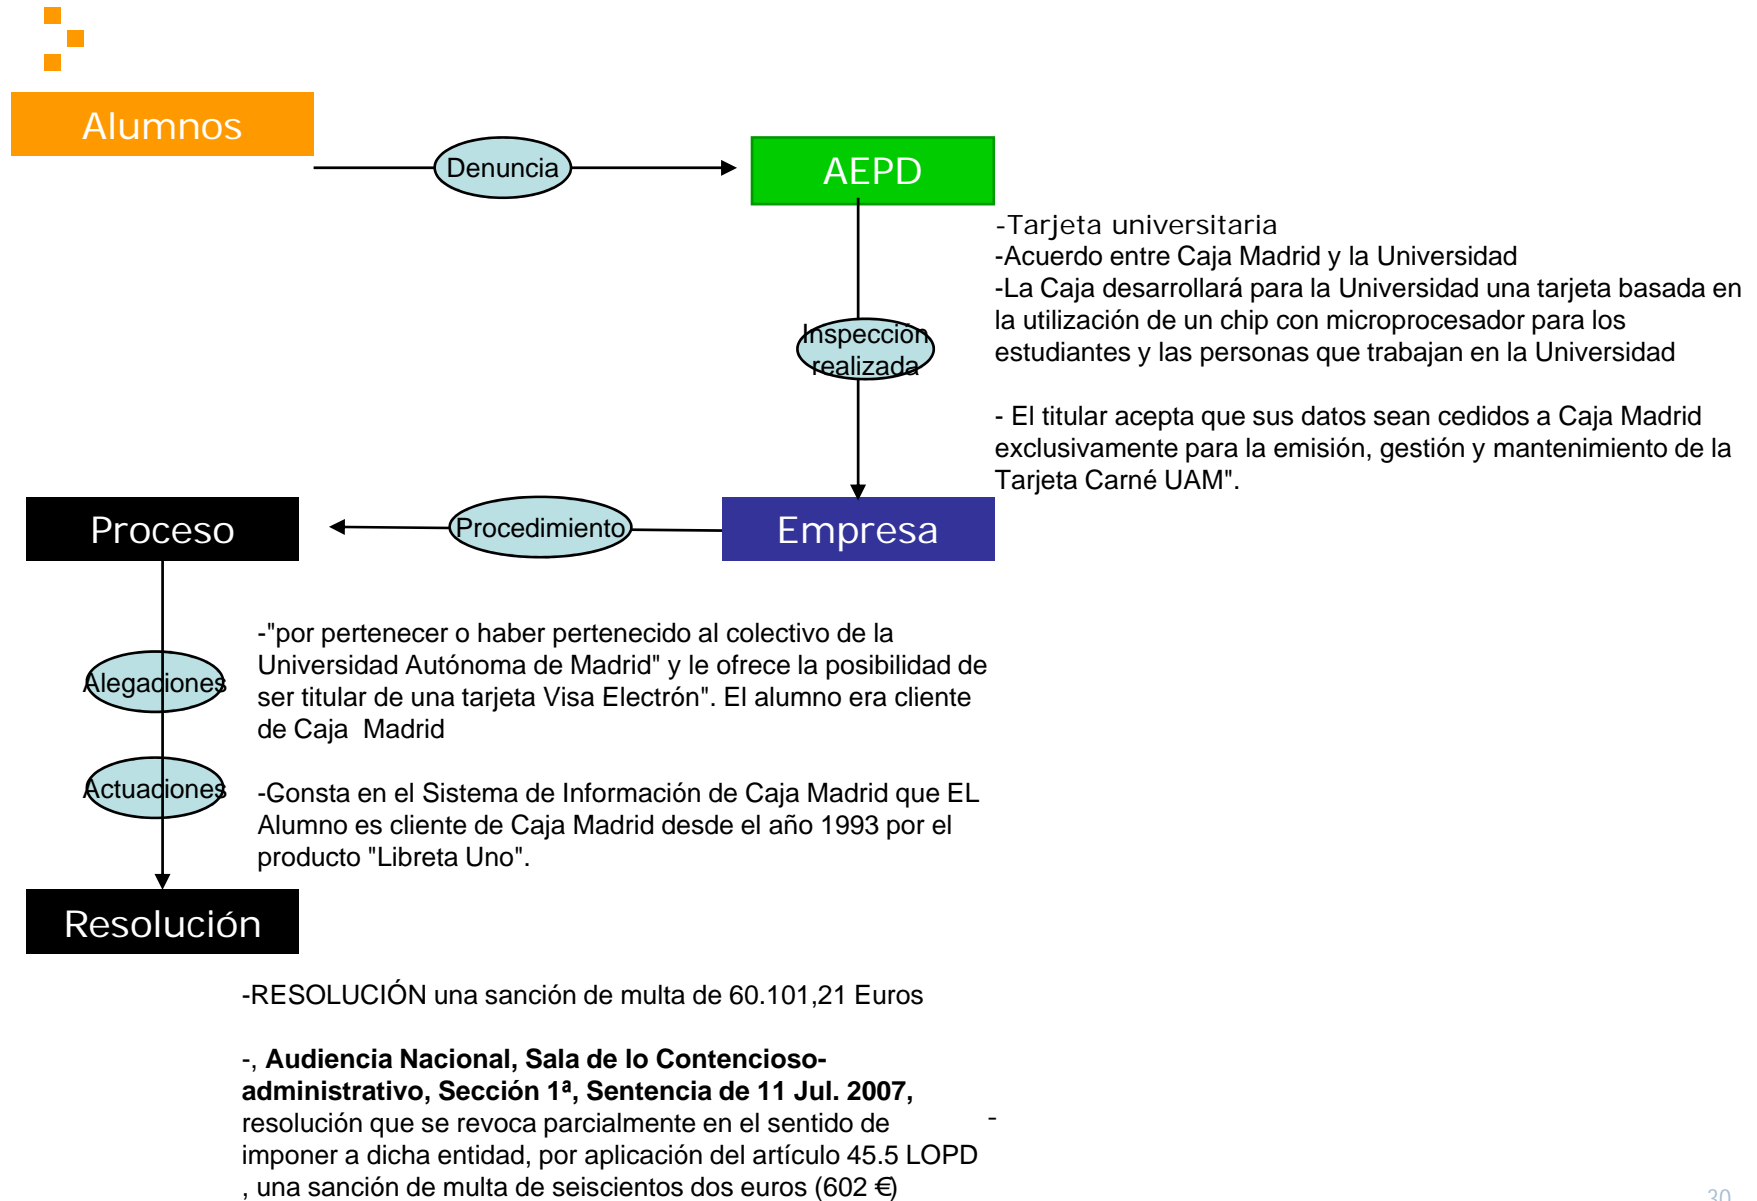 Alumnos
Denuncia
AEPD
-Tarjeta universitaria
-Acuerdo entre Caja Madrid y la Universidad
-La Caja desarrollará para la Universidad una tarjeta basada en
la utilización de un chip con microprocesador para los
estudiantes y las personas que trabajan en la Universidad
Inspección
realizada
- El titular acepta que sus datos sean cedidos a Caja Madrid
exclusivamente para la emisión, gestión y mantenimiento de la
Tarjeta Carné UAM".
Proceso
Procedimiento
Empresa
-"por pertenecer o haber pertenecido al colectivo de la
Universidad Autónoma de Madrid" y le ofrece la posibilidad de
ser titular de una tarjeta Visa Electrón". El alumno era cliente
de Caja  Madrid
Alegaciones
Actuaciones
-Gonsta en el Sistema de Información de Caja Madrid que EL
Alumno es cliente de Caja Madrid desde el año 1993 por el
producto "Libreta Uno".
Resolución
-RESOLUCIÓN una sanción de multa de 60.101,21 Euros
-, Audiencia Nacional, Sala de lo Contencioso-
administrativo, Sección 1ª, Sentencia de 11 Jul. 2007,
resolución que se revoca parcialmente en el sentido de
imponer a dicha entidad, por aplicación del artículo 45.5 LOPD
, una sanción de multa de seiscientos dos euros (602 €)
-
30